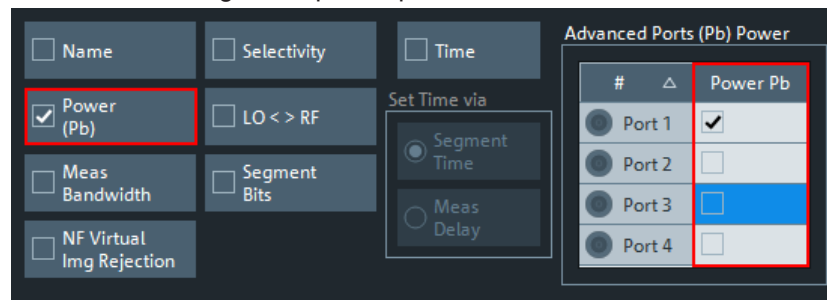 Name
Selectivity
Time
Advanced Ports (Pb) Power
Power
(Pb)
LO < > RF
Set Time via
Segment
Time
Meas
Delay
Meas
Bandwidth
Segment
Bits
NF Virtual
Img Rejection
# Power Pb
Port 1
Port 2
Port 3
Port 4